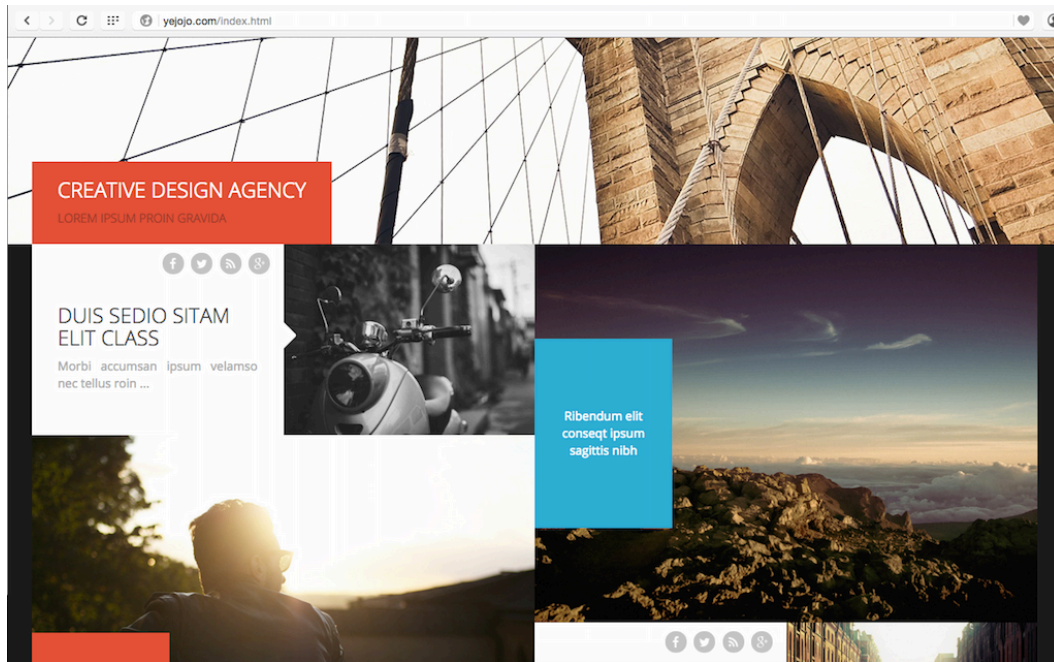 yejojo.com/index.html
CREATIVE DESIGN AGENCY
LOREM IPSUM PROIN GRAVIDA
DUIS SEDIO SITAM
ELIT CLASS
Morbi accumsan ipsum velamso
nec tellus roin ...
Ribendum elit
conseqt ipsum
sagittis nibh